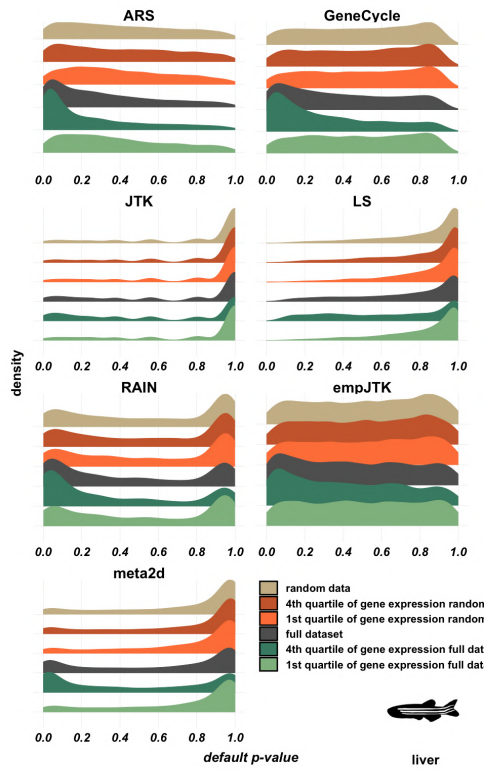 ARS GeneCycle
0.0 0.2 0.4 0.6 0.8 1.0 0.0 0.2 0.4 0.6 0.8 1.0
JTK LS
0.0 0.2 0.4 0.6 0.8 1.0 0.0 0.2 0.4 0.6 0.8 1.0
density
RAIN empJTK
0.0 0.2 0.4 0.6 0.8 1.0 0.0 0.2 0.4 0.6 0.8 1.0
meta2d
0.0 0.2 0.4 0.6 0.8 1.0
default p-value
random data
4th quartile of gene expression random
1st quartile of gene expression random
full dataset
4th quartile of gene expression full dat
1st quartile of gene expression full dat
liver